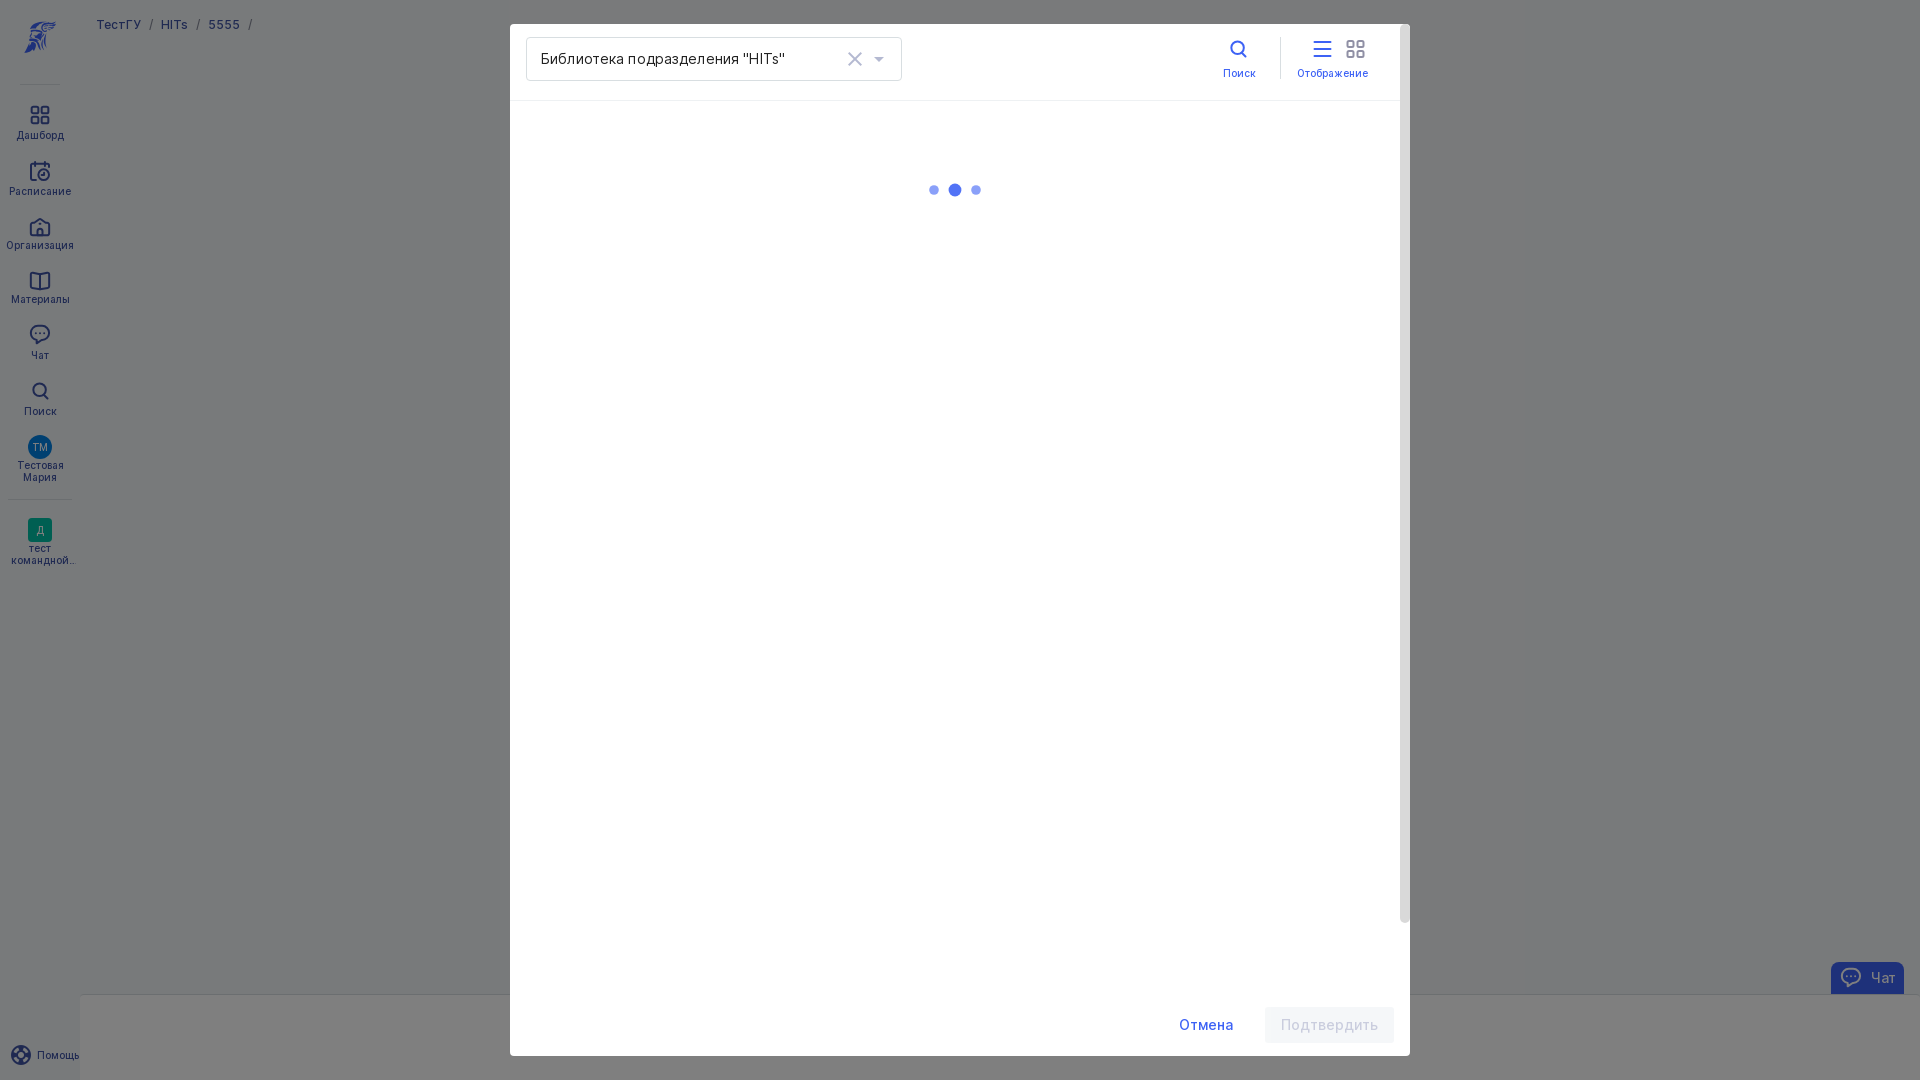 ТестГУ / HITs / 5555 /
Библиотека подразделения "HITs"
Поиск
Отображение
Дашборд
Расписание
Организация
Материалы
Чат
Поиск
ТМ
Тестовая
Мария
Д
тест
командной...
Чат
Помощь
Отмена
Подтвердить